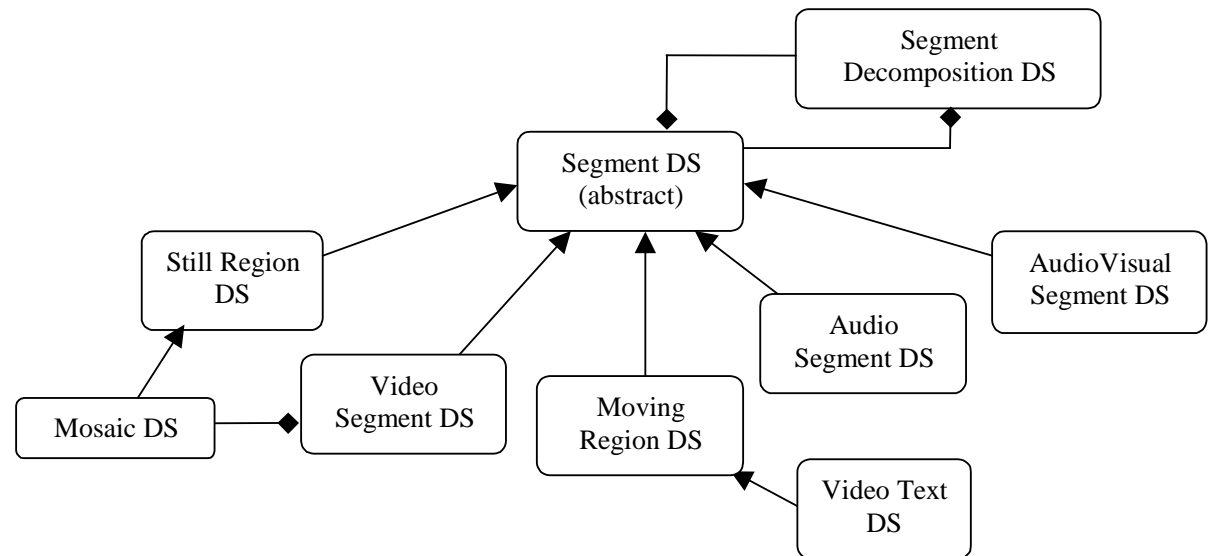 Segment
Decomposition DS
Segment DS
(abstract)
Still Region
DS
AudioVisual
Segment DS
Audio
Segment DS
Video
Segment DS
Moving
Region DS
Mosaic DS
Video Text
DS